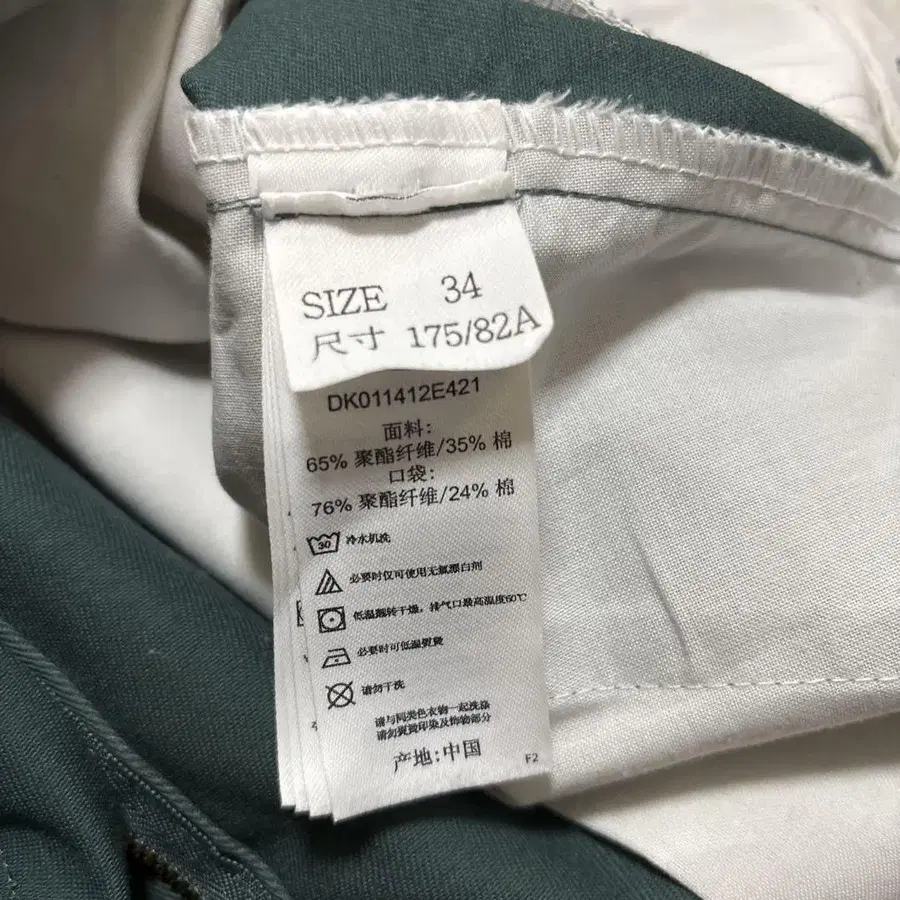 SIZE 34
尺寸 175/82A
DK011412E421
面料:
65% 聚酯纤维/35% 棉
口袋:
76% 聚酯纤维/24% 棉
30 冷水机洗
必要时仅可使用无氯漂白剂
低温翻转干燥，排气口最高温度60℃
必要时可低温熨烫
请勿干洗
请与同类色衣物一起洗涤
请勿熨烫印染及饰物部分
产地:中国
F2